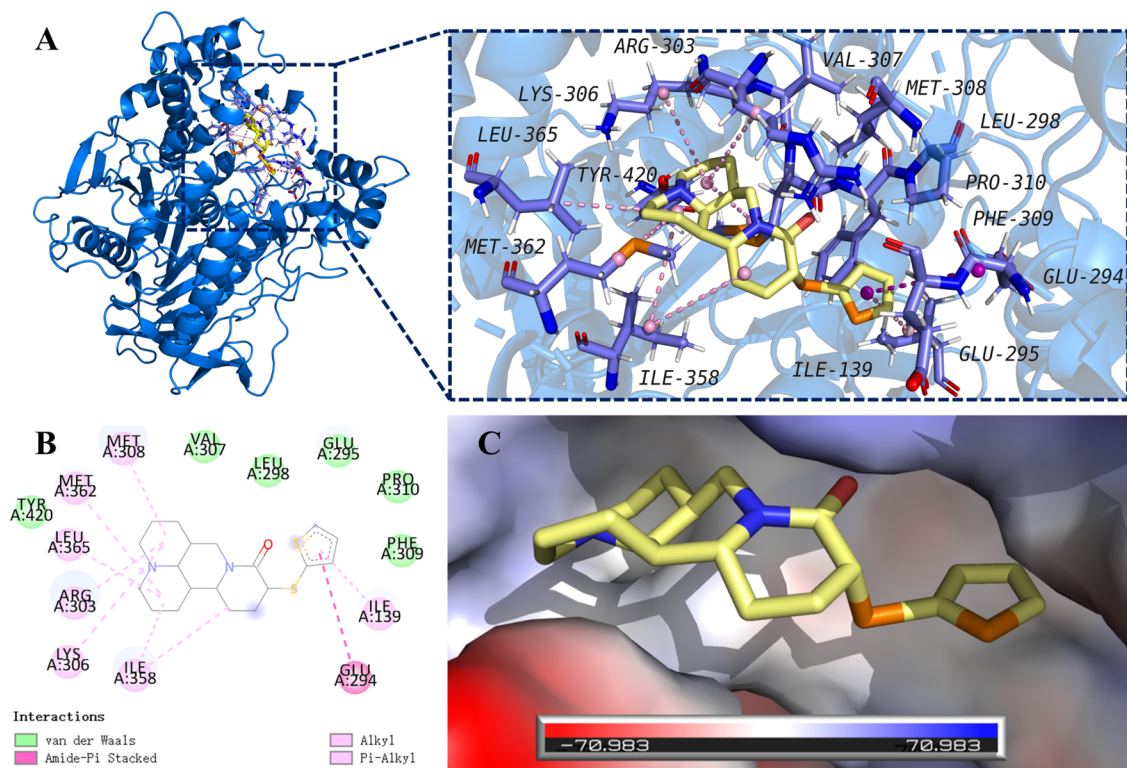 A
ARG-303
VAL-307
LYS-306
MET-308
LEU-365
LEU-298
TYR-420
PRO-310
MET-362
PHE-309
GLU-294
GLU-295
ILE-358
ILE-139
B
MET
A:308
VAL
A:307
GLU
A:295
LEU
A:298
MET
A:362
PRO
A:310
TYR
A:420
LEU
A:365
PHE
A:309
ARG
A:303
ILE
A:139
LYS
A:306
ILE
A:358
GLU
A:294
N
N
O
S
S
Interactions
van der Waals
Amide-Pi Stacked
Alkyl
Pi-Alkyl
C
-70.983
70.983